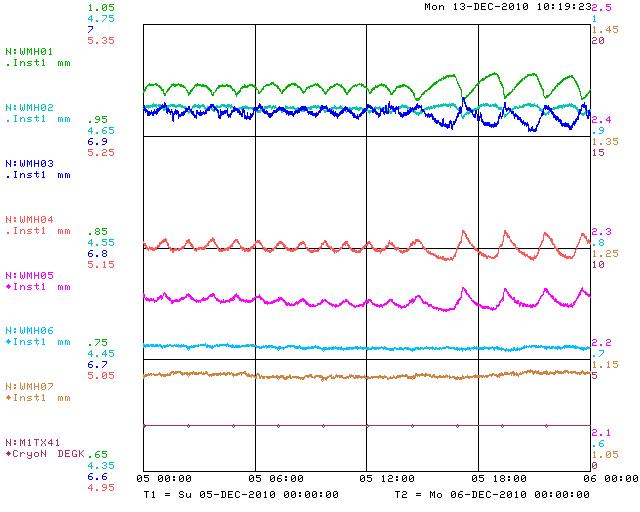 Mon 13-DEC-2010 10:19:23
1.05
4.75
7
5.35
2.5
1
1.45
20
N:WMH01
.Inst1 mm
N:WMH02
.Inst1 mm
.95
4.65
6.9
5.25
2.4
.9
1.35
15
N:WMH03
.Inst1 mm
N:WMH04
.Inst1 mm
.85
4.55
6.8
5.15
2.3
.8
1.25
10
N:WMH05
◆Inst1 mm
N:WMH06
◆Inst1 mm
.75
4.45
6.7
5.05
2.2
.7
1.15
5
N:WMH07
◆Inst1 mm
N:M1TX41
◆CryoN DEGK
.65
4.35
6.6
4.95
2.1
.6
1.05
0
05 00:00 05 06:00 05 12:00 05 18:00 06 00:00
T1 = Su 05-DEC-2010 00:00:00 T2 = Mo 06-DEC-2010 00:00:00